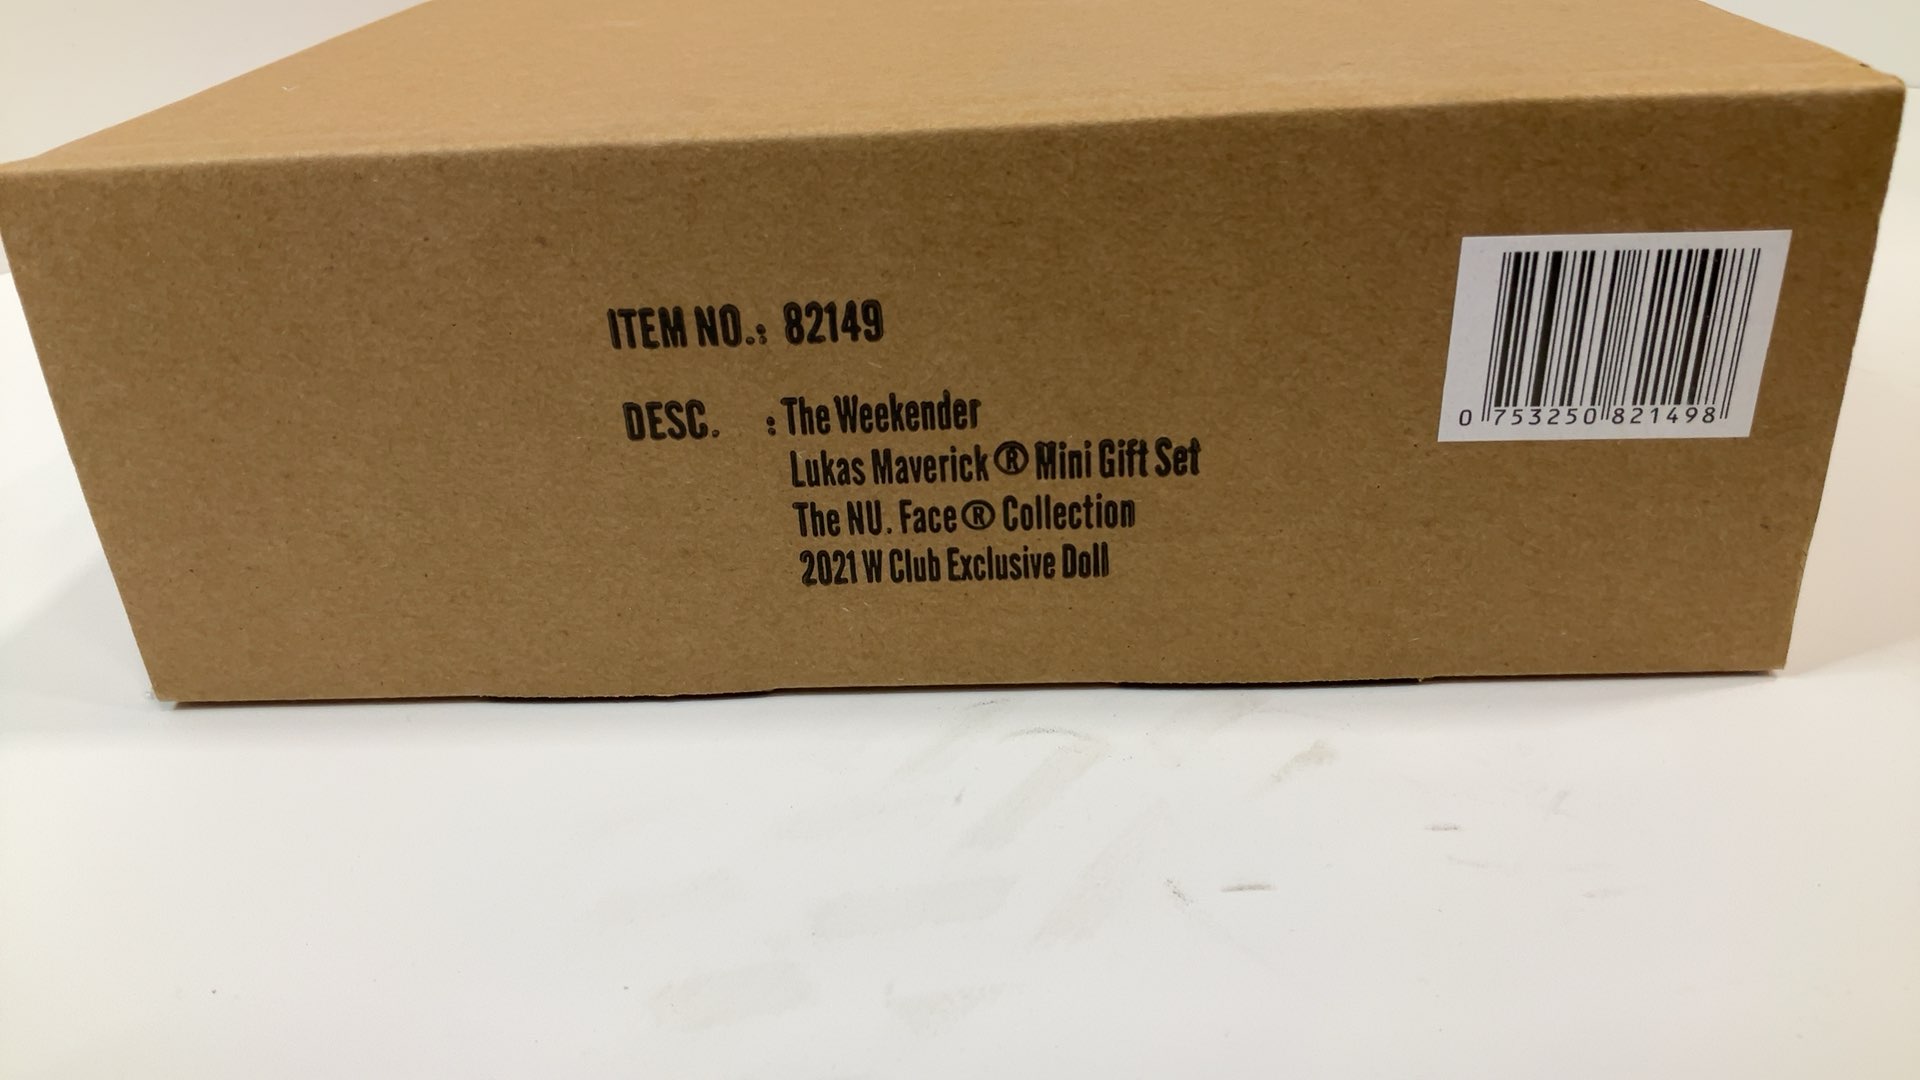 ITEM NO.: 82149
DESC. : The Weekender
Lukas Maverick® Mini Gift Set
The NU. Face® Collection
2021 W Club Exclusive Doll
0 753250 821498